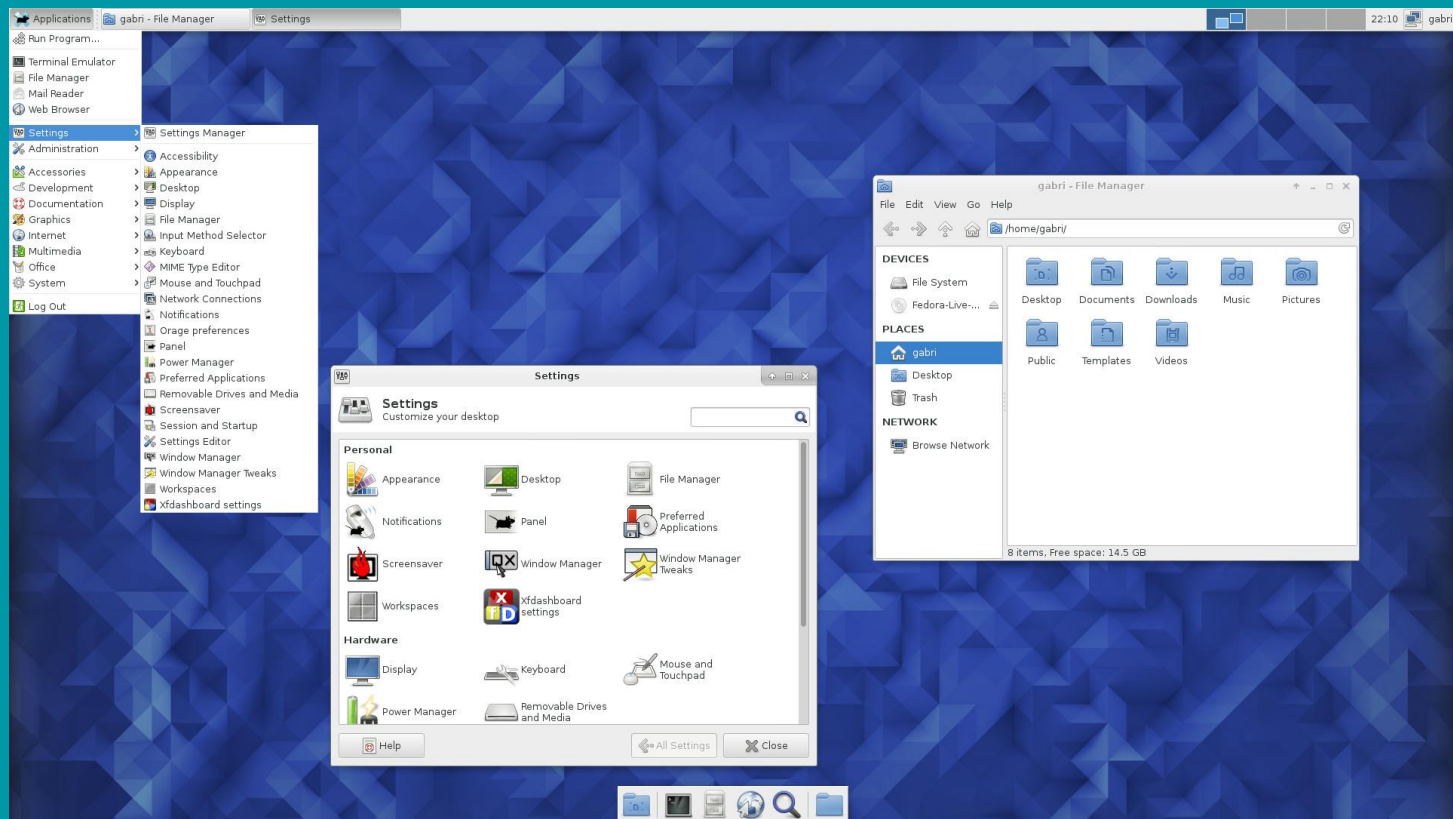 Applications
gabri - File Manager
Settings
22:10
gabri
Run Program...
Terminal Emulator
File Manager
Mail Reader
Web Browser
Settings
Administration
Accessories
Development
Documentation
Graphics
Internet
Multimedia
Office
System
Log Out
Settings Manager
Accessibility
Appearance
Desktop
Display
File Manager
Input Method Selector
Keyboard
MIME Type Editor
Mouse and Touchpad
Network Connections
Notifications
Orage preferences
Panel
Power Manager
Preferred Applications
Removable Drives and Media
Screensaver
Session and Startup
Settings Editor
Window Manager
Window Manager Tweaks
Workspaces
Xfdashboard settings
Settings
Settings
Customize your desktop
Personal
Appearance
Desktop
File Manager
Notifications
Panel
Preferred
Applications
Screensaver
Window Manager
Window Manager
Tweaks
Workspaces
Xfdashboard
settings
Hardware
Display
Keyboard
Mouse and
Touchpad
Power Manager
Removable Drives
and Media
Help
All Settings
Close
gabri - File Manager
File Edit View Go Help
/home/gabri/
DEVICES
File System
Fedora-Live-...
PLACES
gabri
Desktop
Trash
NETWORK
Browse Network
Desktop Documents Downloads Music Pictures
Public Templates Videos
8 items, Free space: 14.5 GB